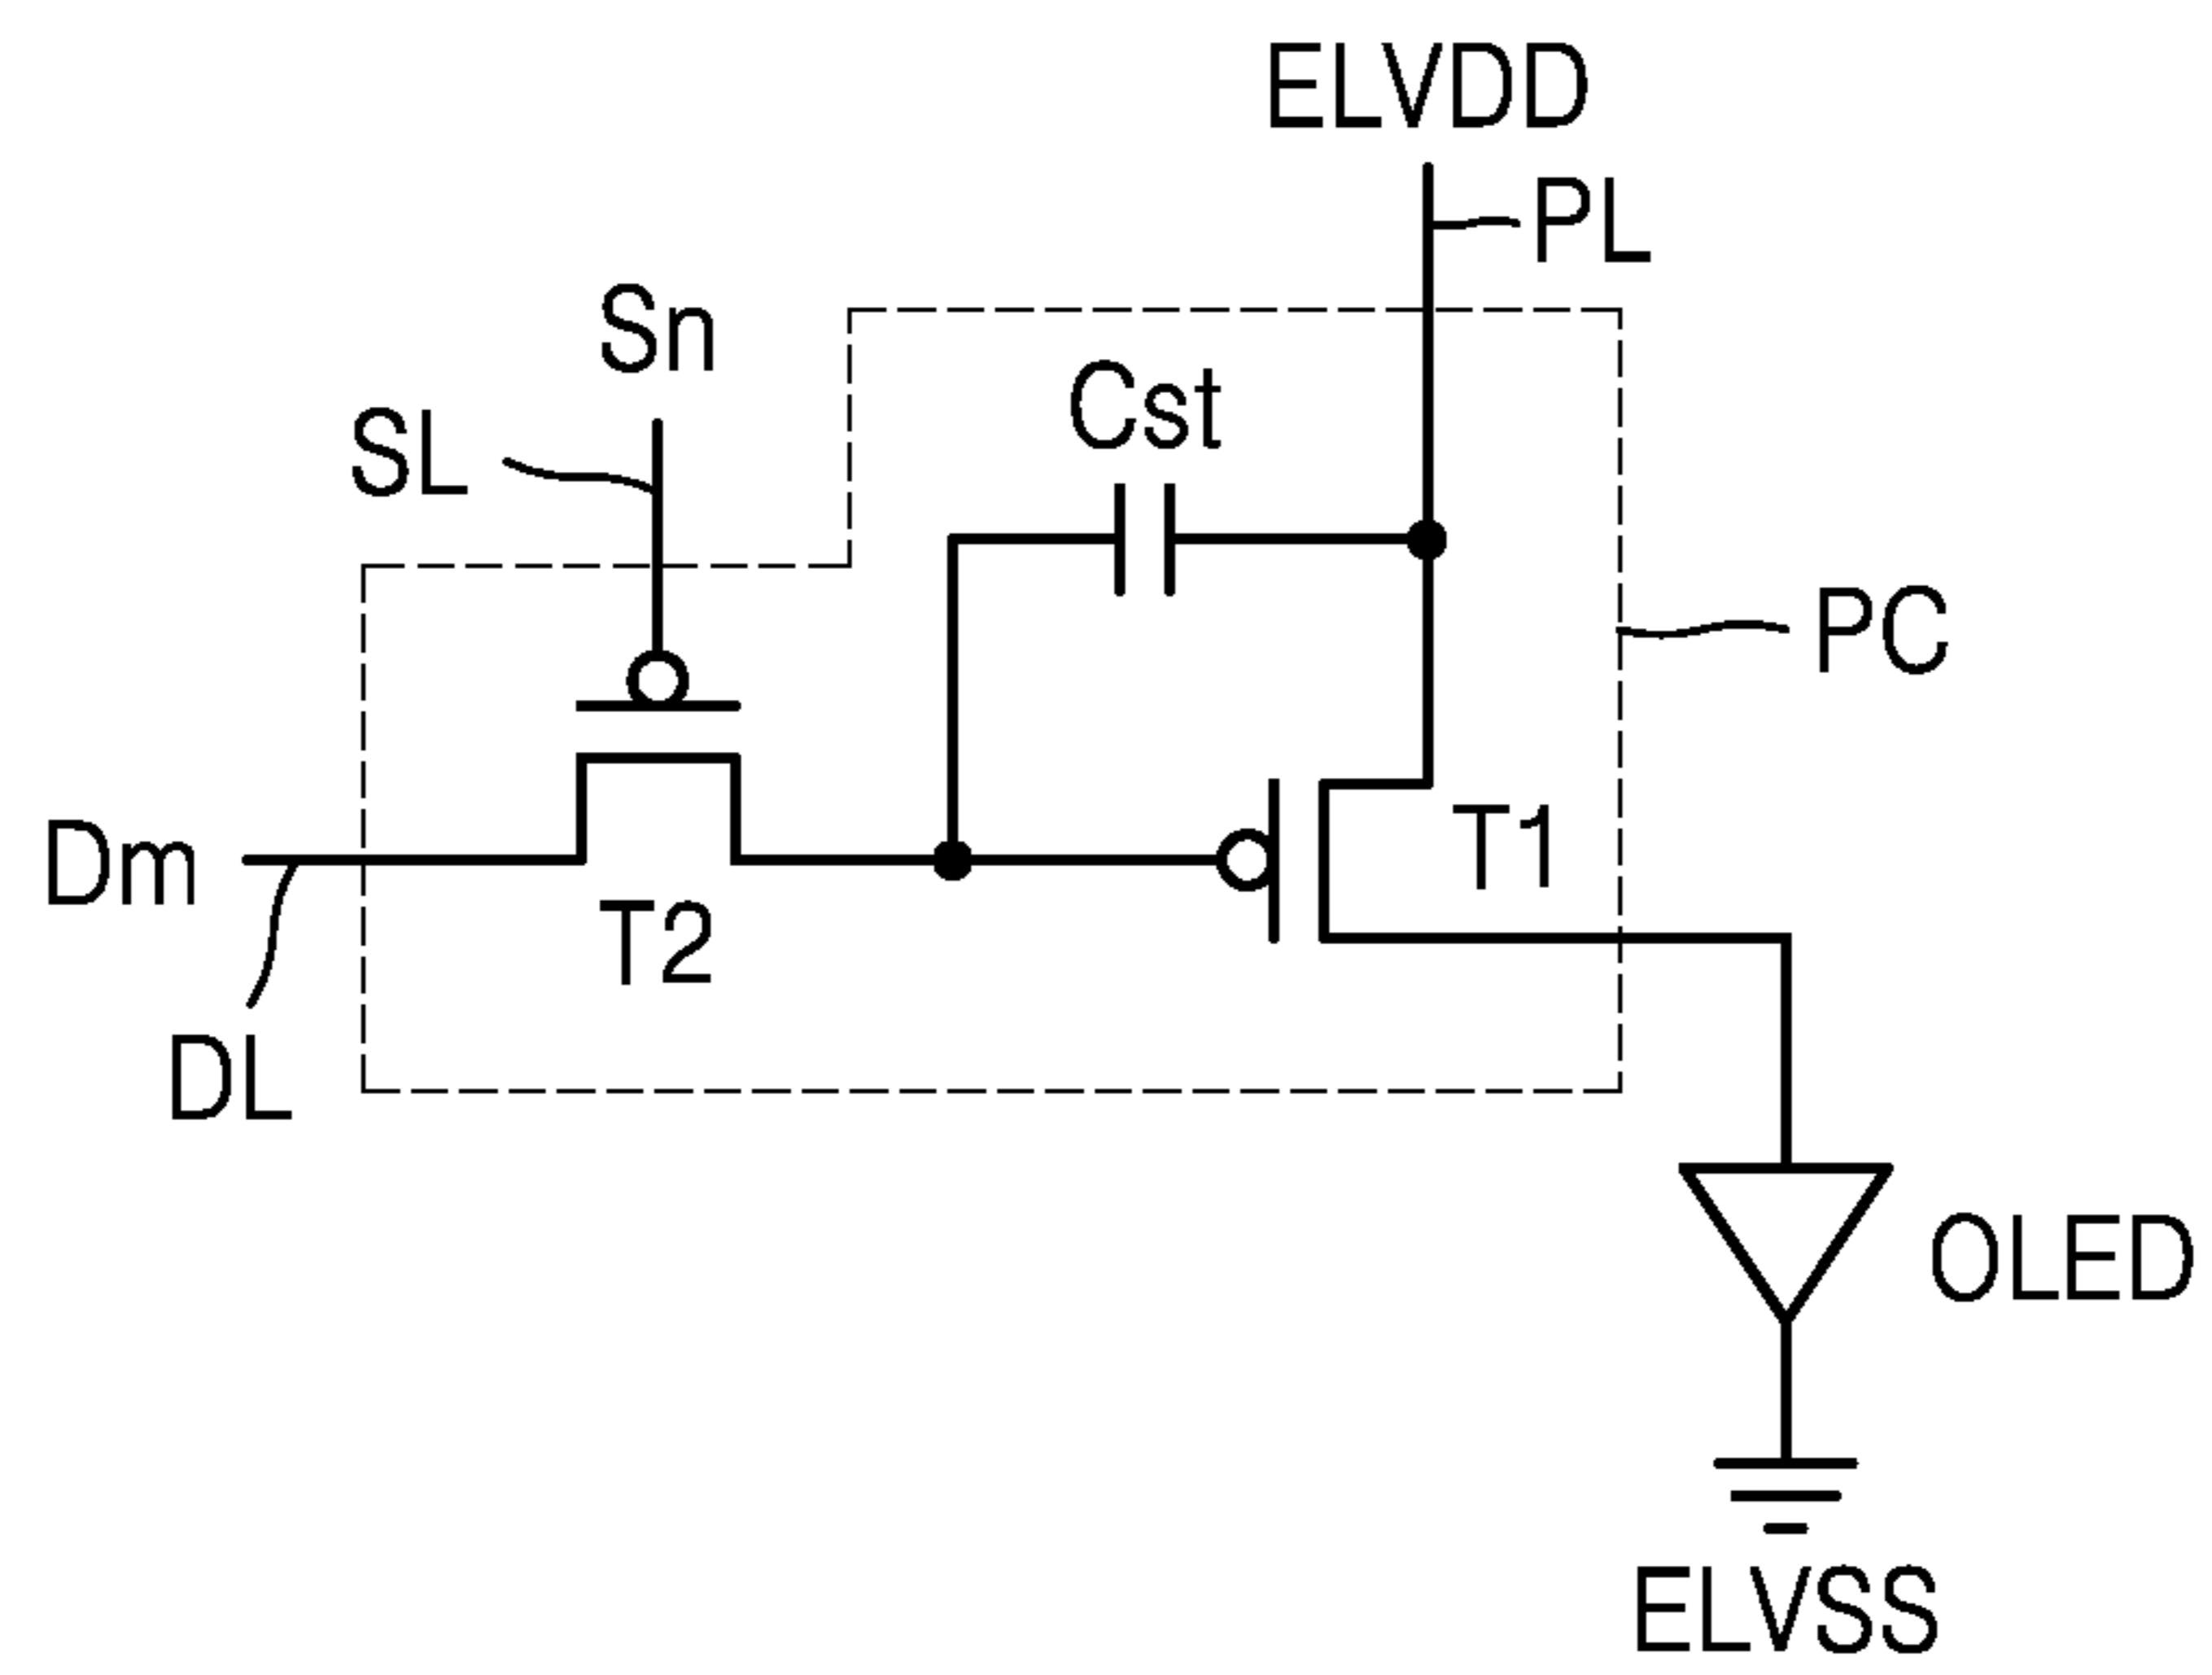 ELVDD
PL
Sn
Cst
SL
PC
T1
Dm
T2
DL
OLED
ELVSS